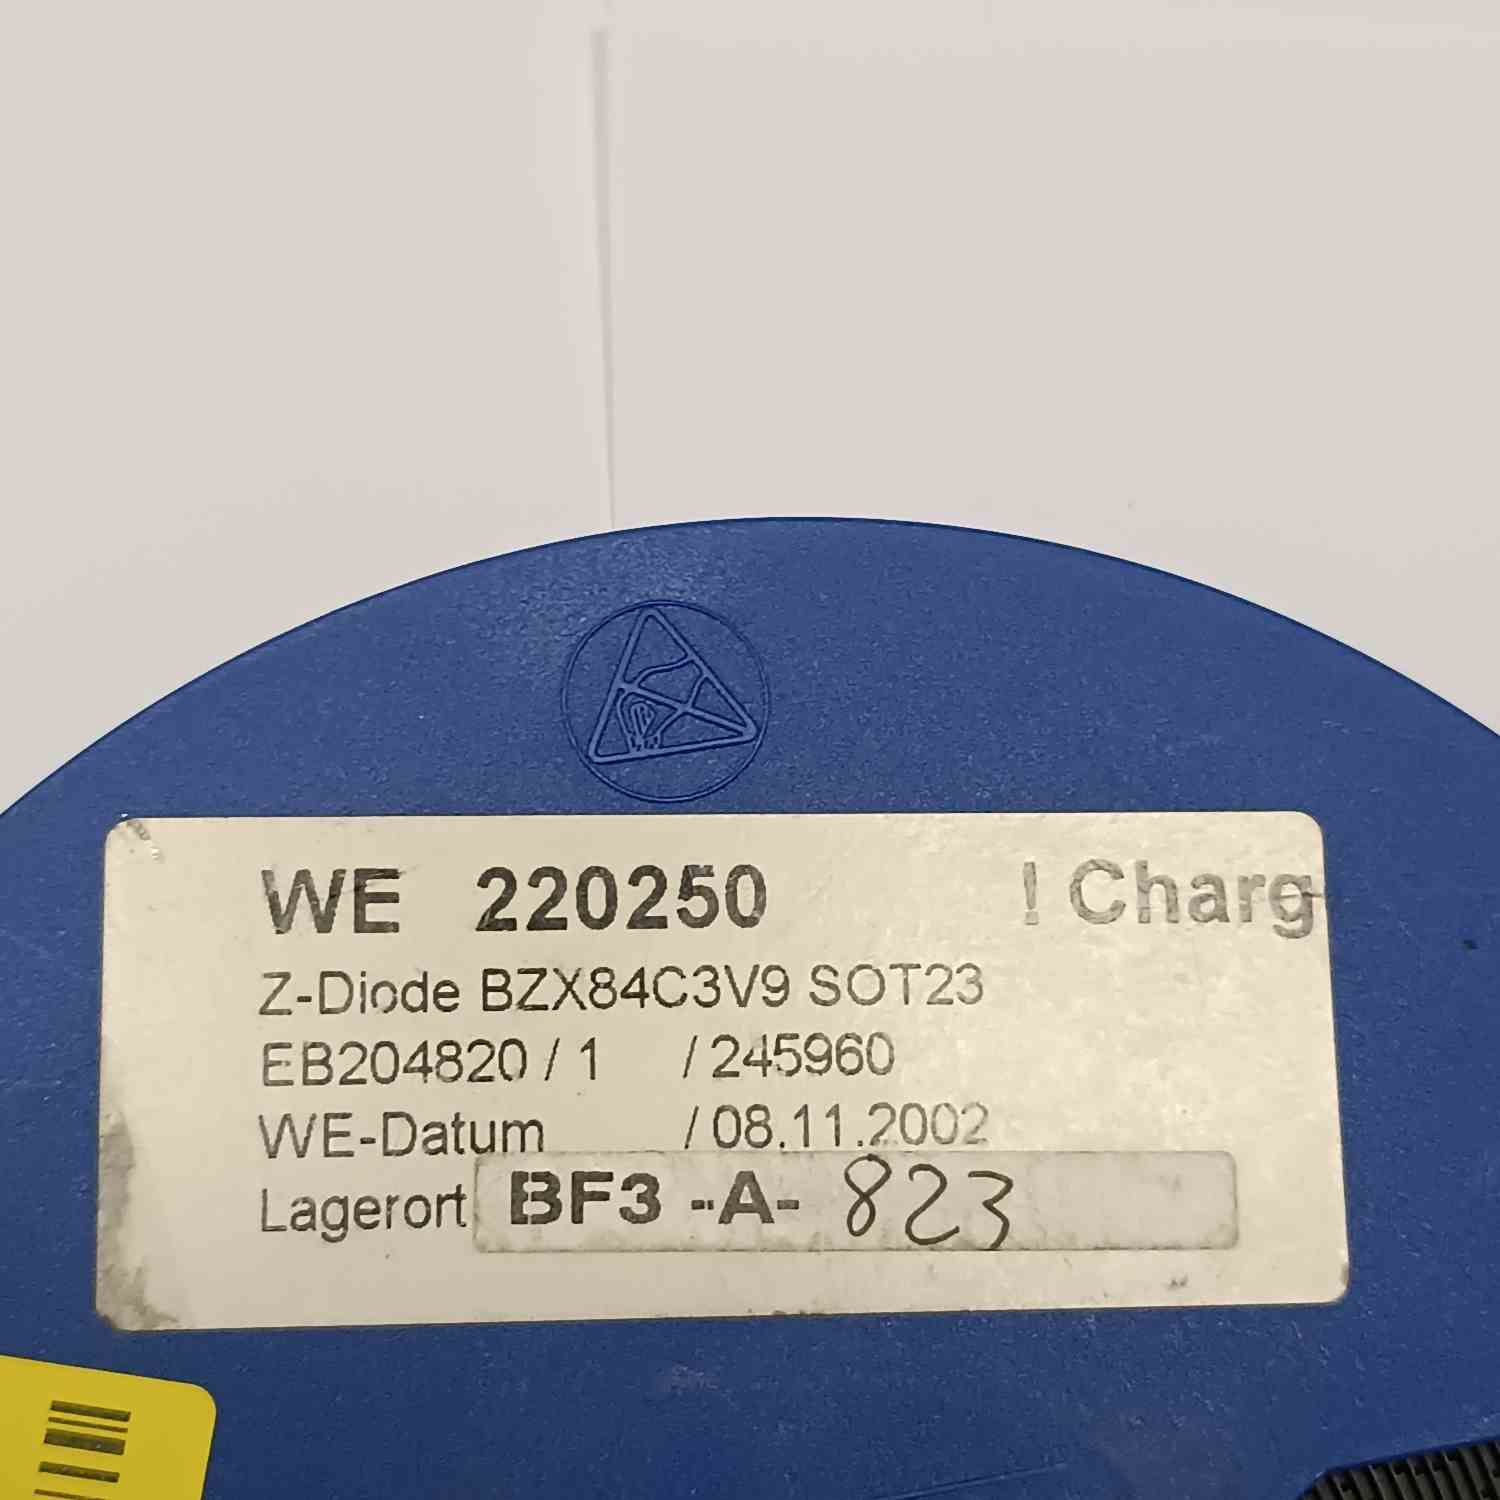 WE 220250 ! Charg
Z-Diode BZX84C3V9 SOT23
EB204820 / 1 / 245960
WE-Datum / 08.11.2002
Lagerort BF3 -A- 823